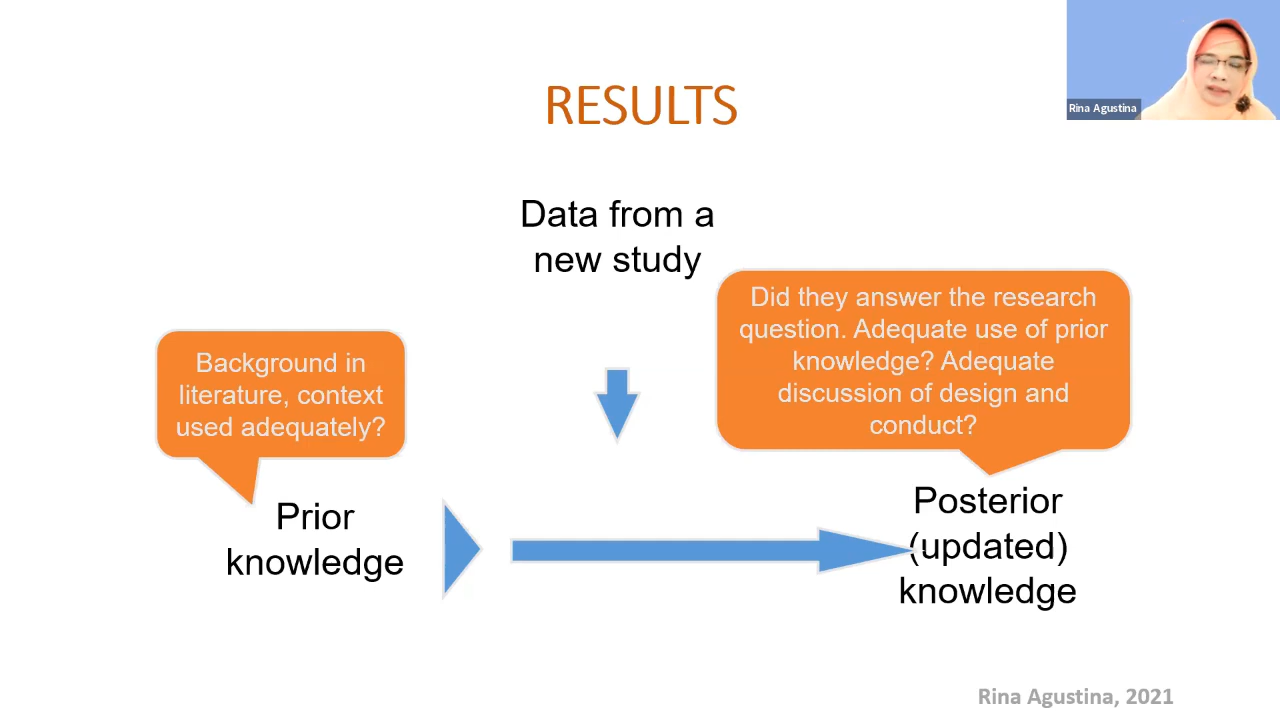 Rina Agustina
RESULTS
Data from a
new study
Did they answer the research
question. Adequate use of prior
knowledge? Adequate
discussion of design and
conduct?
Background in
literature, context
used adequately?
Prior
knowledge
Posterior
(updated)
knowledge
Rina Agustina, 2021